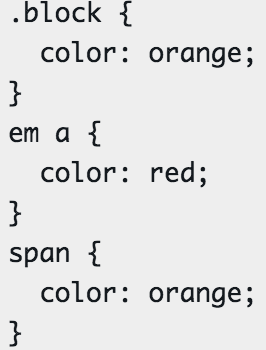 .block {
  color: orange;
}
em a {
  color: red;
}
span {
  color: orange;
}